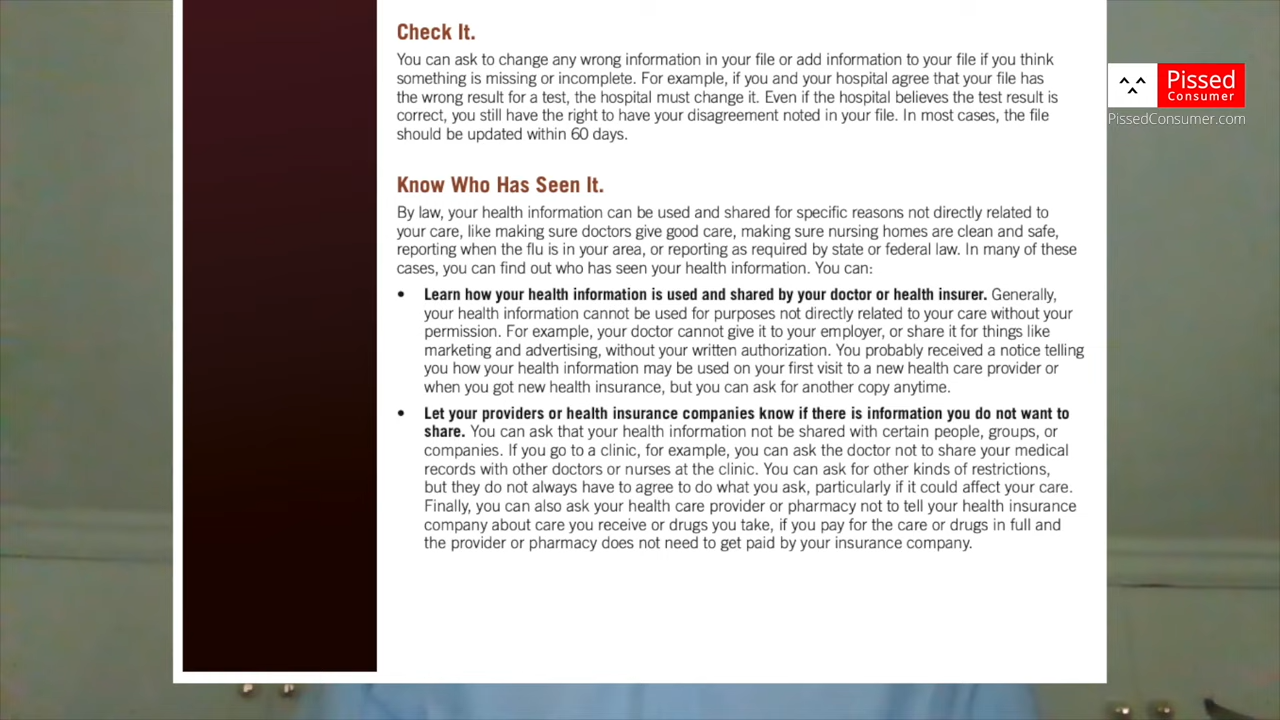 Check It.
You can ask to change any wrong information in your file or add information to your file if you think
something is missing or incomplete. For example, if you and your hospital agree that your file has
the wrong result for a test, the hospital must change it. Even if the hospital believes the test result is
correct, you still have the right to have your disagreement noted in your file. In most cases, the file
should be updated within 60 days.
Know Who Has Seen It.
By law, your health information can be used and shared for specific reasons not directly related to
your care, like making sure doctors give good care, making sure nursing homes are clean and safe,
reporting when the flu is in your area, or reporting as required by state or federal law. In many of these
cases, you can find out who has seen your health information. You can:
• Learn how your health information is used and shared by your doctor or health insurer. Generally,
your health information cannot be used for purposes not directly related to your care without your
permission. For example, your doctor cannot give it to your employer, or share it for things like
marketing and advertising, without your written authorization. You probably received a notice telling
you how your health information may be used on your first visit to a new health care provider or
when you got new health insurance, but you can ask for another copy anytime.
• Let your providers or health insurance companies know if there is information you do not want to
share. You can ask that your health information not be shared with certain people, groups, or
companies. If you go to a clinic, for example, you can ask the doctor not to share your medical
records with other doctors or nurses at the clinic. You can ask for other kinds of restrictions,
but they do not always have to agree to do what you ask, particularly if it could affect your care.
Finally, you can also ask your health care provider or pharmacy not to tell your health insurance
company about care you receive or drugs you take, if you pay for the care or drugs in full and
the provider or pharmacy does not need to get paid by your insurance company.
Pissed
Consumer
PissedConsumer.com